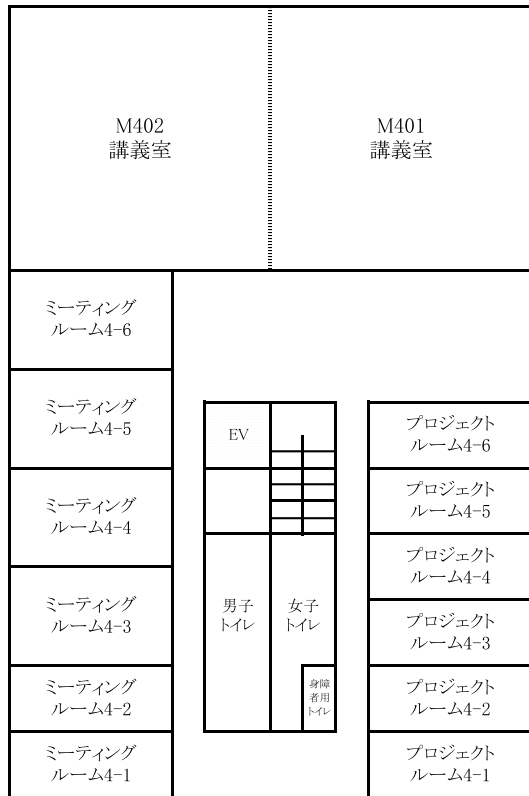 M402
講義室
M401
講義室
ミーティング
ルーム4-6
ミーティング
ルーム4-5
ミーティング
ルーム4-4
ミーティング
ルーム4-3
ミーティング
ルーム4-2
ミーティング
ルーム4-1
EV
男子
トイレ
女子
トイレ
身障
者用
トイレ
プロジェクト
ルーム4-6
プロジェクト
ルーム4-5
プロジェクト
ルーム4-4
プロジェクト
ルーム4-3
プロジェクト
ルーム4-2
プロジェクト
ルーム4-1